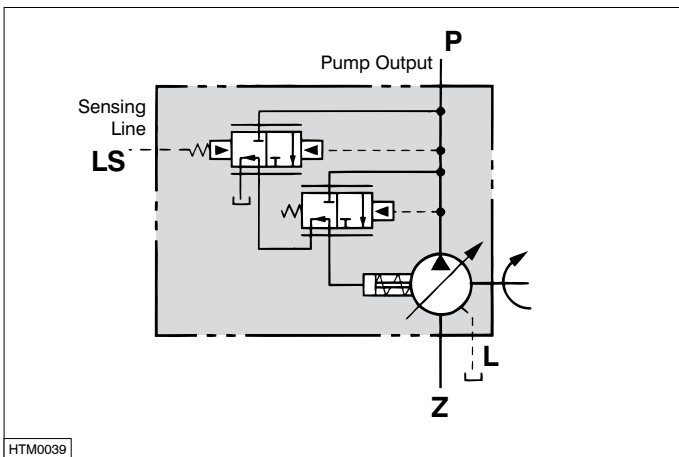 P
Pump Output
Sensing
Line
LS
L
Z
HTM0039